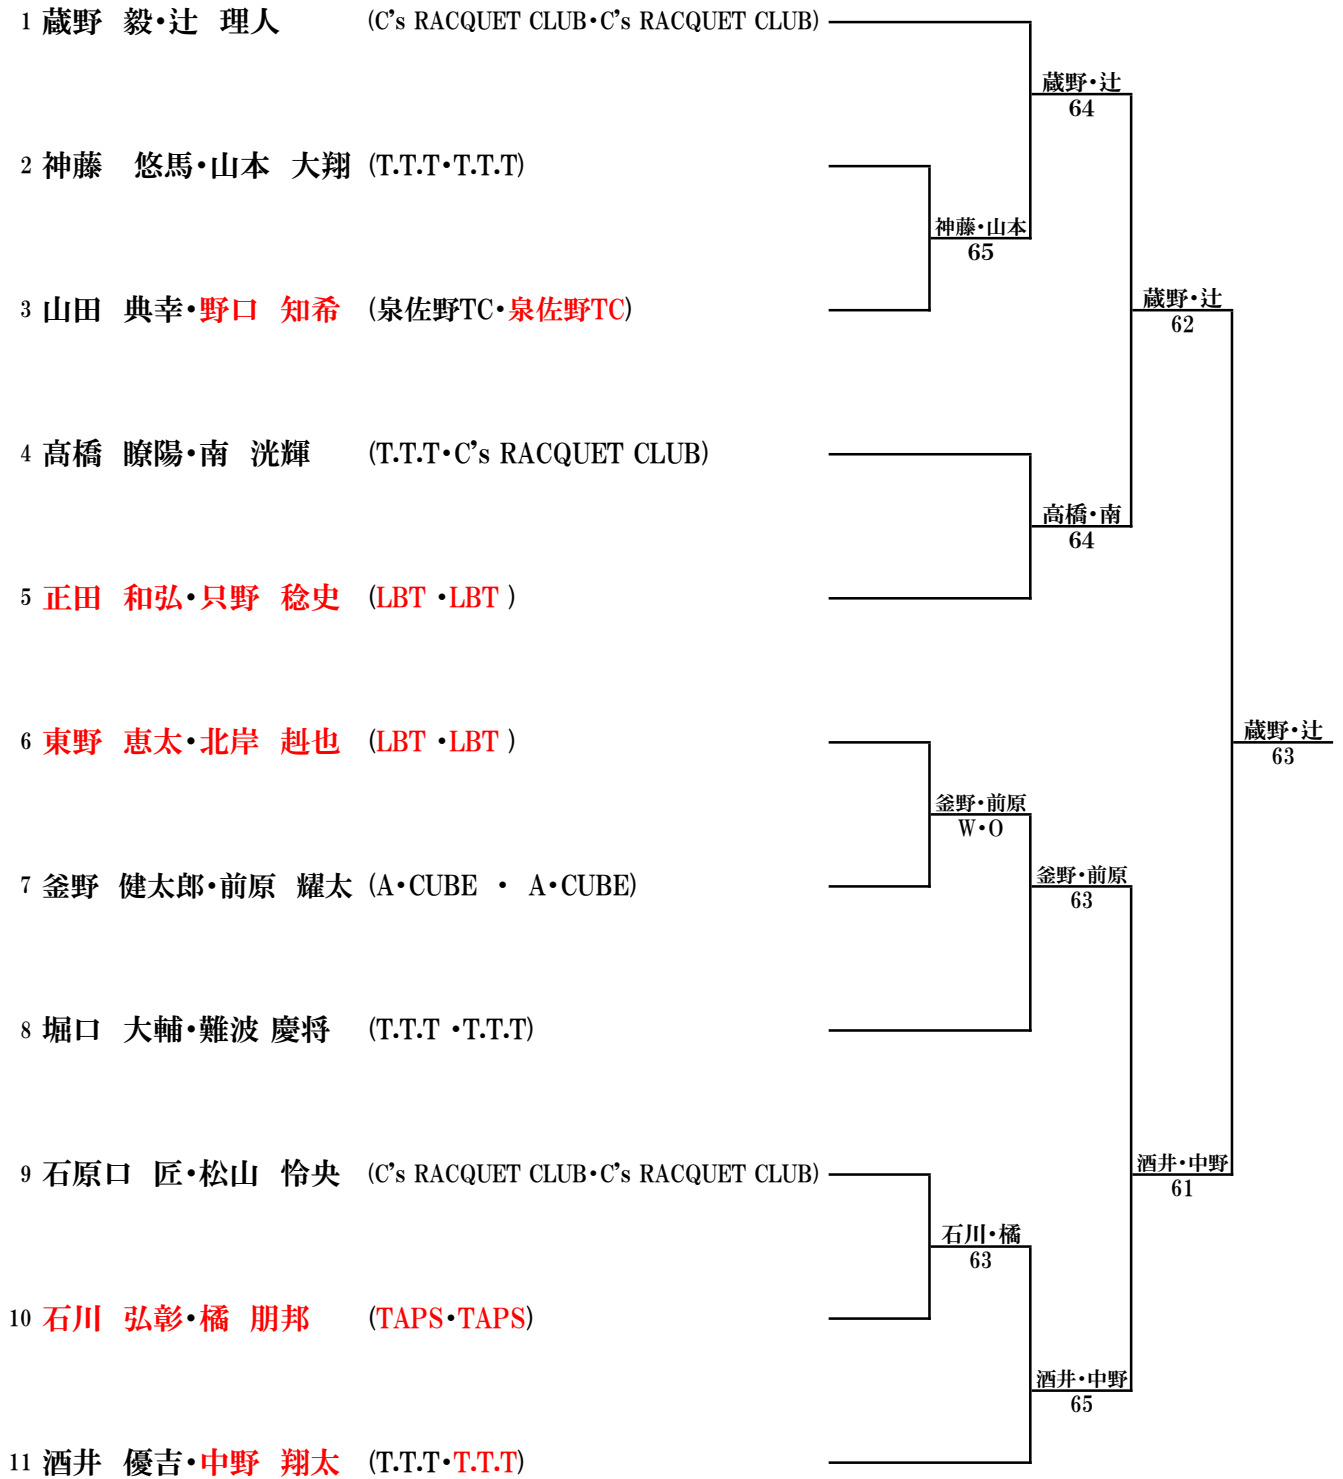 1 蔵野 毅・辻 理人 (C's RACQUET CLUB・C's RACQUET CLUB)
蔵野・辻
64
2 神藤 悠馬・山本 大翔 (T.T.T・T.T.T)
神藤・山本
65
蔵野・辻
62
3 山田 典幸・野口 知希 (泉佐野TC・泉佐野TC)
4 高橋 瞭陽・南 洸輝 (T.T.T・C's RACQUET CLUB)
高橋・南
64
5 正田 和弘・只野 稔史 (LBT ・LBT )
6 東野 恵太・北岸 赳也 (LBT ・LBT )
蔵野・辻
63
釜野・前原
W・O
7 釜野 健太郎・前原 耀太 (A・CUBE ・ A・CUBE)
釜野・前原
63
8 堀口 大輔・難波 慶将 (T.T.T ・T.T.T)
9 石原口 匠・松山 怜央 (C's RACQUET CLUB・C's RACQUET CLUB)
酒井・中野
61
石川・橘
63
10 石川 弘彰・橘 朋邦 (TAPS・TAPS)
酒井・中野
65
11 酒井 優吉・中野 翔太 (T.T.T・T.T.T)